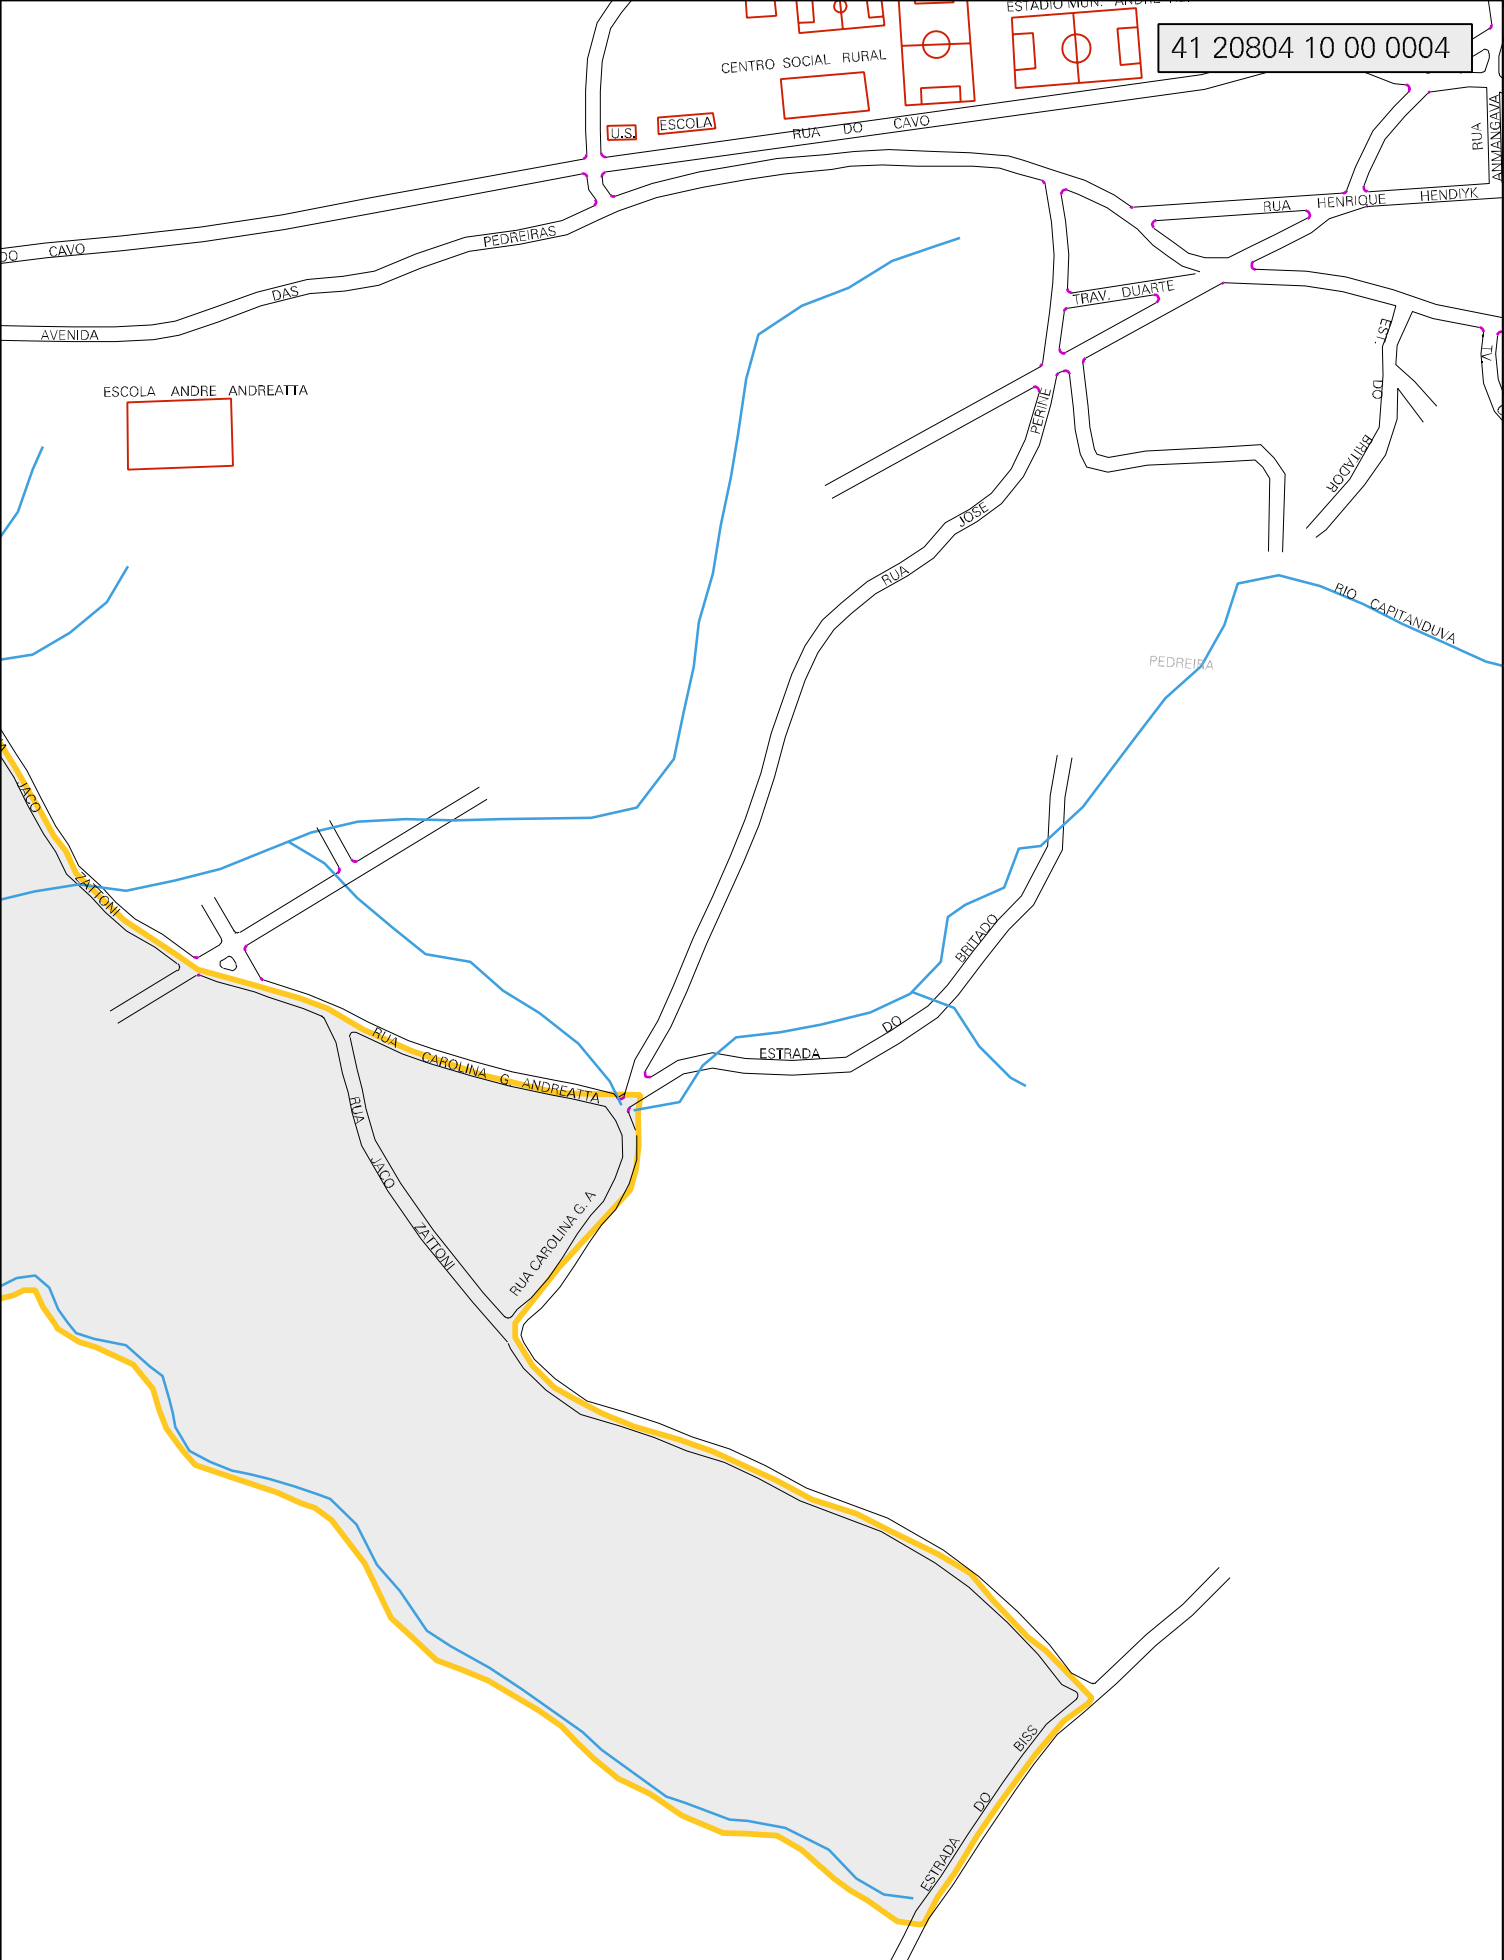 ESTADIO MUN.
41 20804 10 00 0004
CENTRO SOCIAL RURAL
U.S.
ESCOLA
RUA DO CAVO
RUA
ANMANGAVA
DO CAVO
RUA HENRIQUE HENDIYK
AVENIDA DAS PEDREIRAS
TRAV. DUARTE
EST. DO BRITADOR
TV.
ESCOLA ANDRE ANDREATTA
RUA JOSE PERINE
RIO CAPITANDUVA
PEDREIRA
JACO ZATTONI
ESTRADA DO BRITADO
RUA CAROLINA G. ANDREATTA
RUA JACO ZATTONI
RUA CAROLINA G. A
ESTRADA DO BISS